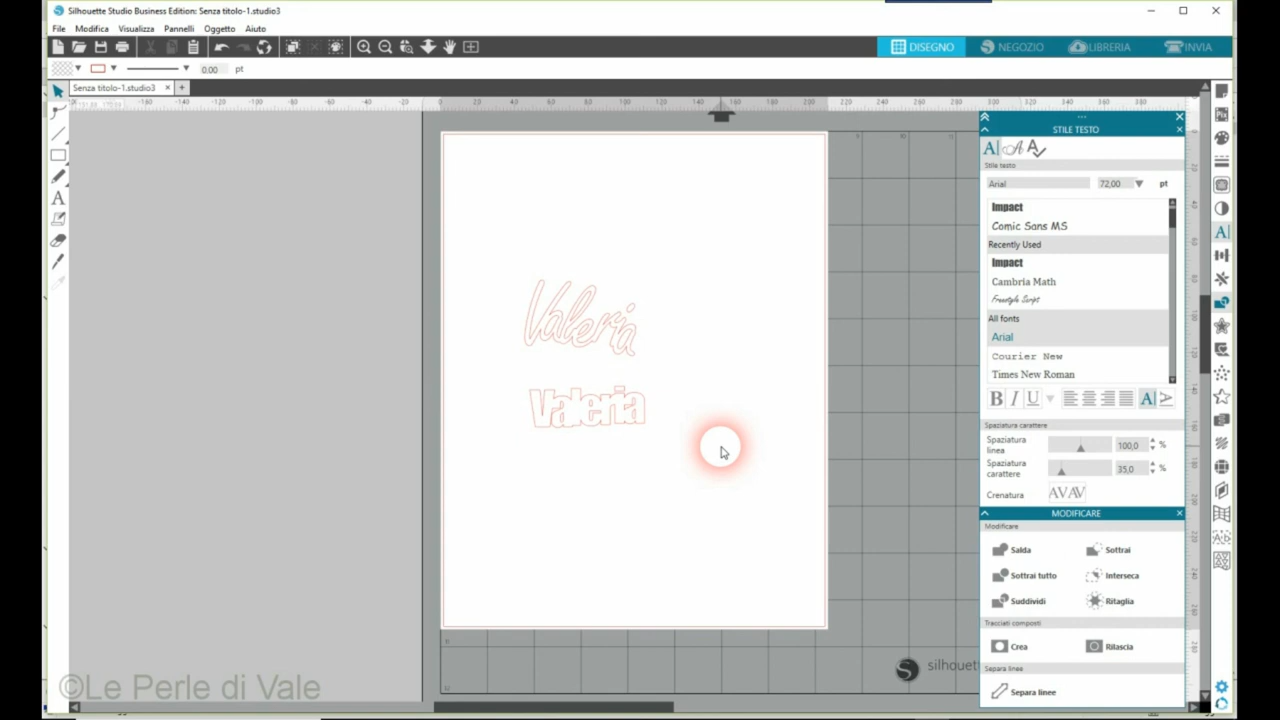 Silhouette Studio Business Edition: Senza titolo-1.studio3
File Modifica Visualizza Pannelli Oggetto Aiuto
DISEGNO NEGOZIO LIBRERIA INVIA
0.00 pt
Senza titolo-1.studio3
STILE TESTO
Stile testo
Arial 72,00 pt
Impact
Comic Sans MS
Recently Used
Impact
Cambria Math
Freestyle Script
All fonts
Arial
Courier New
Times New Roman
B I U
Spaziatura carattere
Spaziatura linea 100,0 %
Spaziatura carattere 35,0 %
Crenatura AV AV
MODIFICARE
Modificare
Salda Sottrai
Sottrai tutto Interseca
Suddividi Ritaglia
Tracciati composti
Crea Rilascia
Separa linee
Separa linee
Valeria
Valeria
silhouette
©Le Perle di Vale